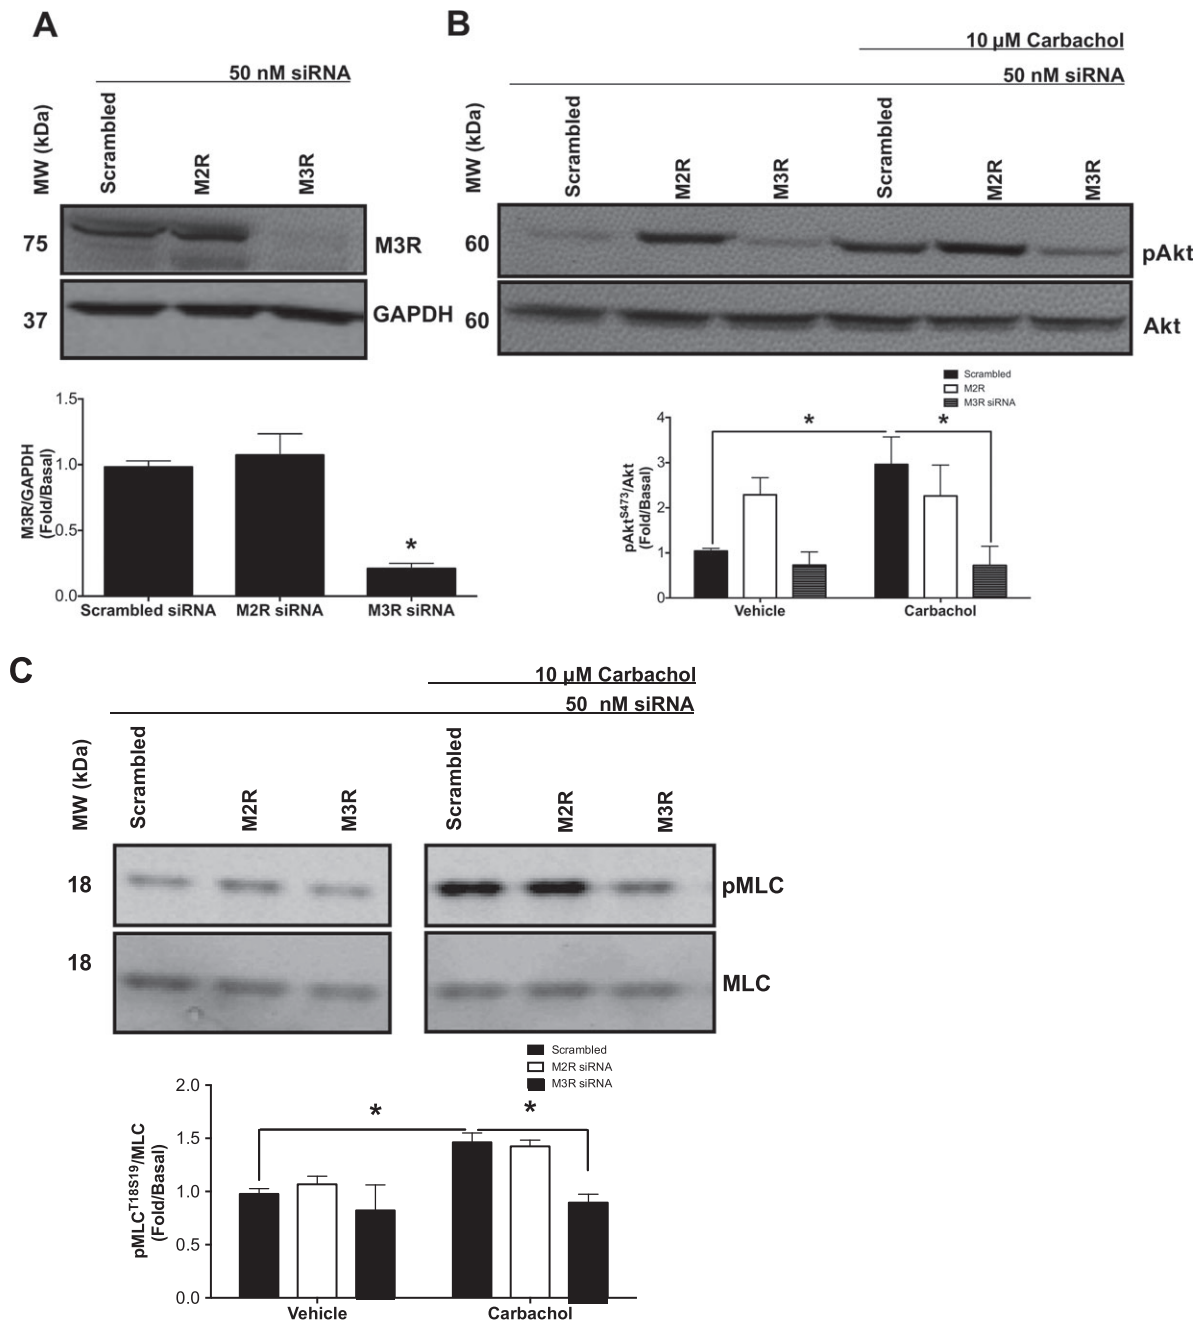 A
50 nM siRNA
MW (kDa)
Scrambled
M2R
M3R
75
M3R
37
GAPDH
1.5
1.0
0.5
0.0
M3R/GAPDH
(Fold/Basal)
*
Scrambled siRNA
M2R siRNA
M3R siRNA
B
10 µM Carbachol
50 nM siRNA
MW (kDa)
Scrambled
M2R
M3R
Scrambled
M2R
M3R
60
pAkt
60
Akt
Scrambled
M2R
M3R siRNA
4
3
2
1
0
pAktS473/Akt
(Fold/Basal)
*
*
Vehicle
Carbachol
C
10 µM Carbachol
50 nM siRNA
MW (kDa)
Scrambled
M2R
M3R
Scrambled
M2R
M3R
18
pMLC
18
MLC
Scrambled
M2R siRNA
M3R siRNA
2.0
1.5
1.0
0.5
0.0
pMLCT18S19/MLC
(Fold/Basal)
*
*
Vehicle
Carbachol